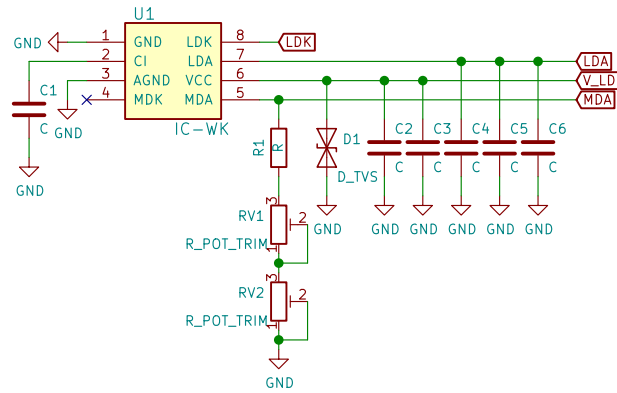 U1
GND
1
GND
LDK
8
LDK
2
CI
LDA
7
LDA
3
AGND
VCC
6
V_LD
4
MDK
MDA
5
MDA
IC-WK
C1
C
GND
GND
R1
R
D1
D_TVS
C2
C
C3
C
C4
C
C5
C
C6
C
GND
GND
GND
GND
GND
GND
RV1
3
2
R_POT_TRIM
1
RV2
3
2
R_POT_TRIM
1
GND